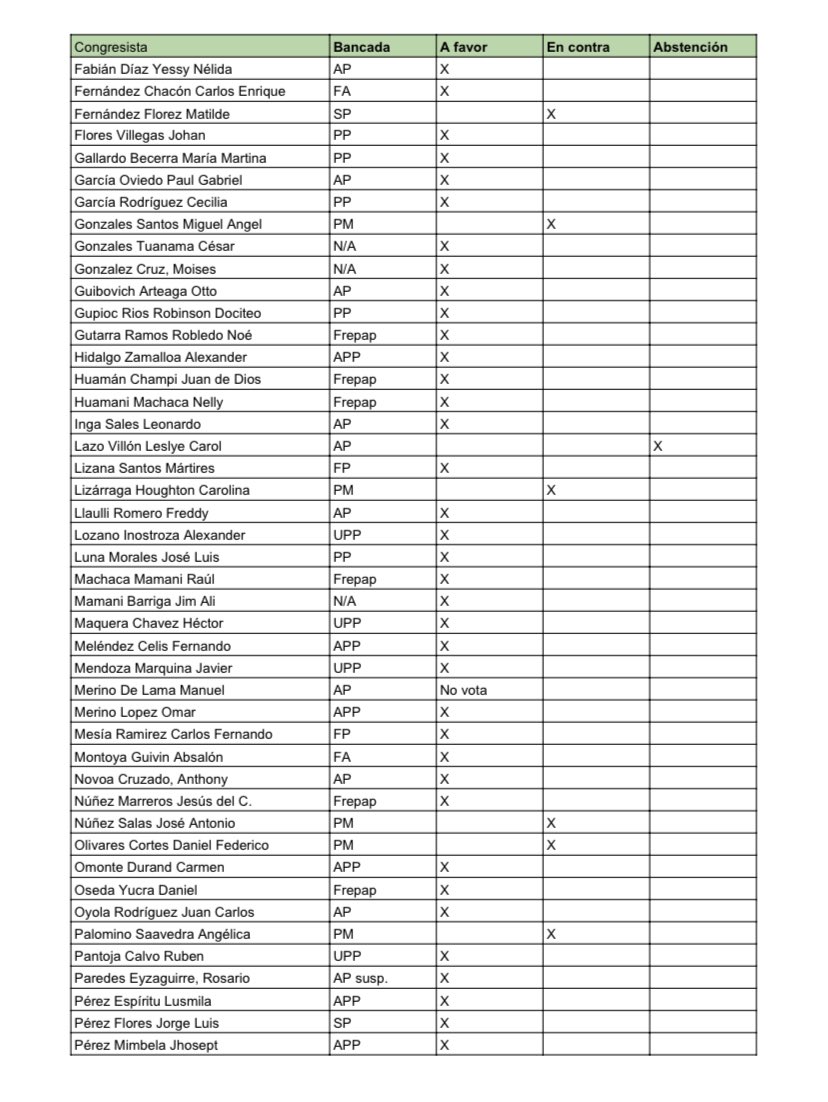 Congresista Bancada A favor En contra Abstención
Fabián Díaz Yessy Nélida AP X
Fernández Chacón Carlos Enrique FA X
Fernández Florez Matilde SP X
Flores Villegas Johan PP X
Gallardo Becerra María Martina PP X
García Oviedo Paul Gabriel AP X
García Rodríguez Cecilia PP X
Gonzales Santos Miguel Angel PM X
Gonzales Tuanama César N/A X
Gonzalez Cruz, Moises N/A X
Guibovich Arteaga Otto AP X
Gupioc Rios Robinson Dociteo PP X
Gutarra Ramos Robledo Noé Frepap X
Hidalgo Zamalloa Alexander APP X
Huamán Champi Juan de Dios Frepap X
Huamani Machaca Nelly Frepap X
Inga Sales Leonardo AP X
Lazo Villón Leslye Carol AP X
Lizana Santos Mártires FP X
Lizárraga Houghton Carolina PM X
Llaulli Romero Freddy AP X
Lozano Inostroza Alexander UPP X
Luna Morales José Luis PP X
Machaca Mamani Raúl Frepap X
Mamani Barriga Jim Ali N/A X
Maquera Chavez Héctor UPP X
Meléndez Celis Fernando APP X
Mendoza Marquina Javier UPP X
Merino De Lama Manuel AP No vota
Merino Lopez Omar APP X
Mesía Ramirez Carlos Fernando FP X
Montoya Guivin Absalón FA X
Novoa Cruzado, Anthony AP X
Núñez Marreros Jesús del C. Frepap X
Núñez Salas José Antonio PM X
Olivares Cortes Daniel Federico PM X
Omonte Durand Carmen APP X
Oseda Yucra Daniel Frepap X
Oyola Rodríguez Juan Carlos AP X
Palomino Saavedra Angélica PM X
Pantoja Calvo Ruben UPP X
Paredes Eyzaguirre, Rosario AP susp. X
Pérez Espíritu Lusmila APP X
Pérez Flores Jorge Luis SP X
Pérez Mimbela Jhosept APP X